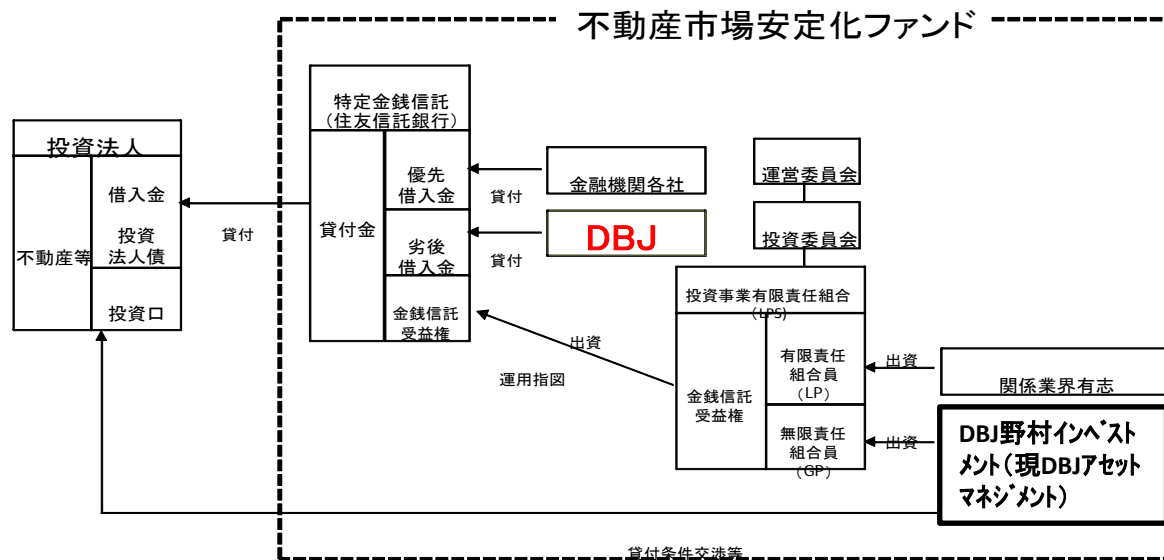 不動産市場安定化ファンド
投資法人
不動産等
借入金
投資
法人債
投資口
貸付
特定金銭信託
(住友信託銀行)
貸付金
優先
借入金
劣後
借入金
金銭信託
受益権
貸付
貸付
金融機関各社
DBJ
出資
運用指図
運営委員会
投資委員会
投資事業有限責任組合
(LPS)
金銭信託
受益権
有限責任
組合員
(LP)
無限責任
組合員
(GP)
出資
出資
関係業界有志
DBJ野村インベスト
メント(現DBJアセット
マネジメント)
貸付条件交渉等